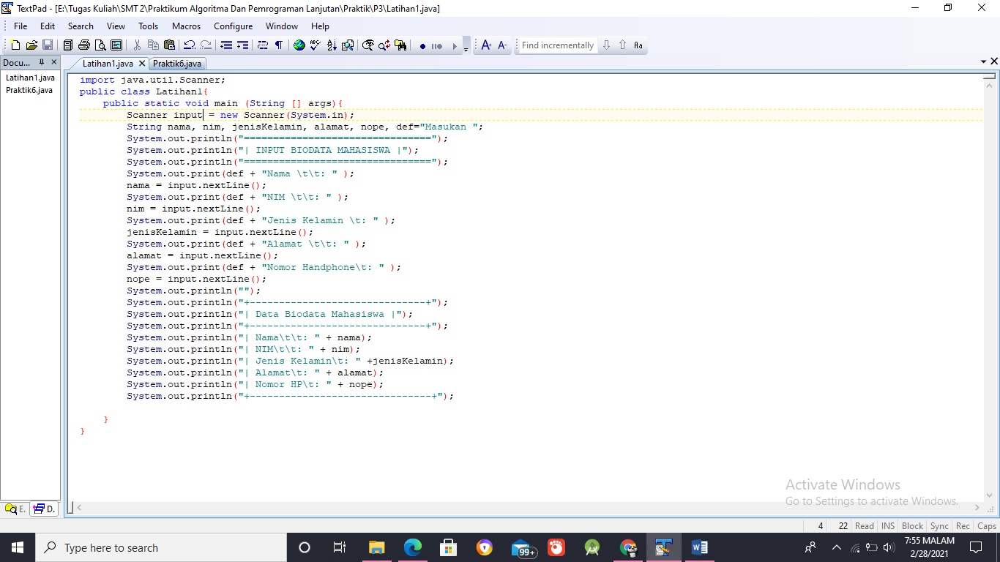 TextPad - [E:\Tugas Kuliah\SMT 2\Praktikum Algoritma Dan Pemrograman Lanjutan\Praktik\P3\Latihan1.java]
File Edit Search View Tools Macros Configure Window Help
Find incrementally
Docu...
Latihan1.java
Praktik6.java
Latihan1.java
Praktik6.java
import java.util.Scanner;
public class Latihan1{
    public static void main (String [] args){
        Scanner input = new Scanner(System.in);
        String nama, nim, jenisKelamin, alamat, nope, def="Masukan ";
        System.out.println("================================");
        System.out.println("| INPUT BIODATA MAHASISWA |");
        System.out.println("================================");
        System.out.print(def + "Nama \t\t: " );
        nama = input.nextLine();
        System.out.print(def + "NIM \t\t: " );
        nim = input.nextLine();
        System.out.print(def + "Jenis Kelamin \t: " );
        jenisKelamin = input.nextLine();
        System.out.print(def + "Alamat \t\t: " );
        alamat = input.nextLine();
        System.out.print(def + "Nomor Handphone\t: " );
        nope = input.nextLine();
        System.out.println("");
        System.out.println("+------------------------------+");
        System.out.println("| Data Biodata Mahasiswa |");
        System.out.println("+------------------------------+");
        System.out.println("| Nama\t\t: " + nama);
        System.out.println("| NIM\t\t: " + nim);
        System.out.println("| Jenis Kelamin\t: " +jenisKelamin);
        System.out.println("| Alamat\t: " + alamat);
        System.out.println("| Nomor HP\t: " + nope);
        System.out.println("+-------------------------------+");
    }
}
Activate Windows
Go to Settings to activate Windows.
E. D.
4 22 Read INS Block Sync Rec Caps
Type here to search
99+
7:55 MALAM
2/28/2021